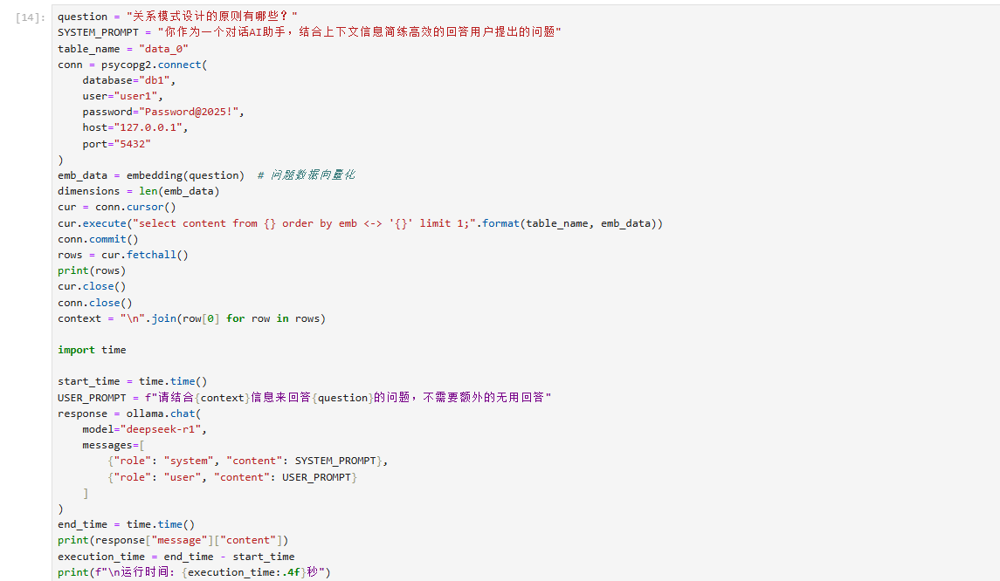 [14]: question = "关系模式设计的原则有哪些？"
SYSTEM_PROMPT = "你作为一个对话AI助手，结合上下文信息简练高效的回答用户提出的问题"
table_name = "data_0"
conn = psycopg2.connect(
    database="db1",
    user="user1",
    password="Password@2025!",
    host="127.0.0.1",
    port="5432"
)
emb_data = embedding(question)  # 问题数据向量化
dimensions = len(emb_data)
cur = conn.cursor()
cur.execute("select content from {} order by emb <-> '{}' limit 1;".format(table_name, emb_data))
conn.commit()
rows = cur.fetchall()
print(rows)
cur.close()
conn.close()
context = "\n".join(row[0] for row in rows)
import time
start_time = time.time()
USER_PROMPT = f"请结合{context}信息来回答{question}的问题，不需要额外的无用回答"
response = ollama.chat(
    model="deepseek-r1",
    messages=[
        {"role": "system", "content": SYSTEM_PROMPT},
        {"role": "user", "content": USER_PROMPT}
    ]
)
end_time = time.time()
print(response["message"]["content"])
execution_time = end_time - start_time
print(f"\n运行时间: {execution_time:.4f}秒")